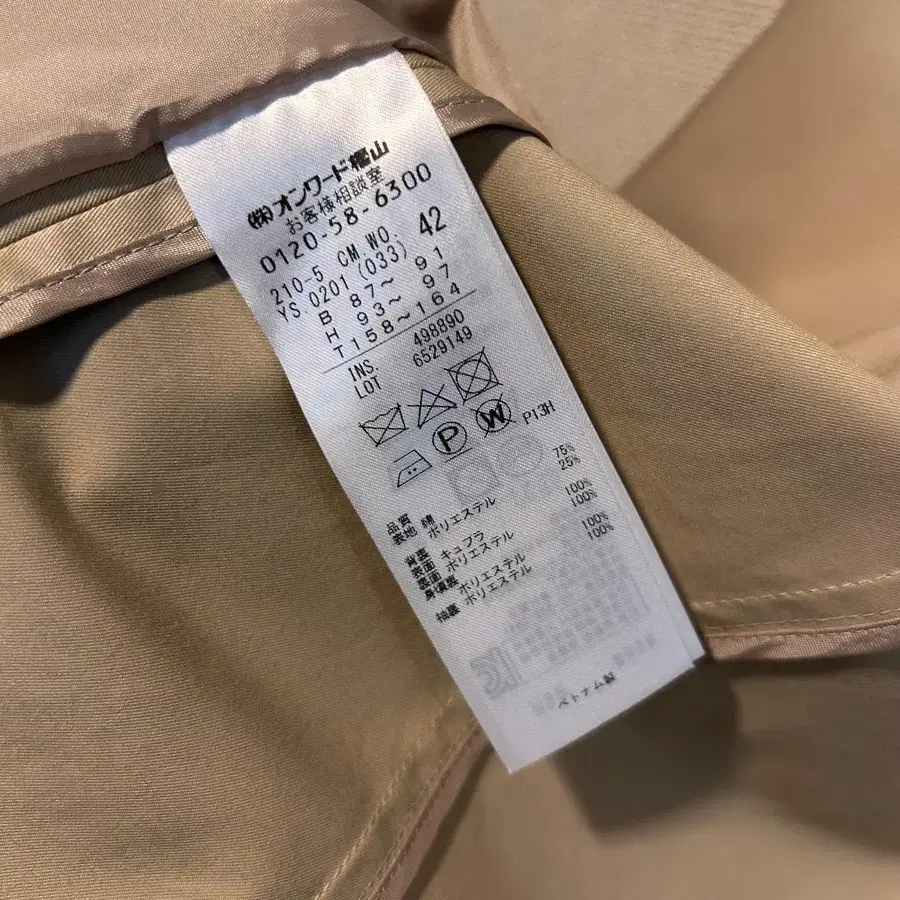 ㈱オンワード樫山
お客様相談室
0120-58-6300
210-5 CM WO. 42
YS.0201(033)
B 87〜 91
H 93〜 97
T158〜164
INS. 498890
LOT 6529149
P W P13H
品質
表地 綿 75%
ポリエステル 25%
背裏
表面 キュプラ 100%
裏面 ポリエステル 100%
身頃裏 ポリエステル 100%
袖裏 ポリエステル 100%
ベトナム製